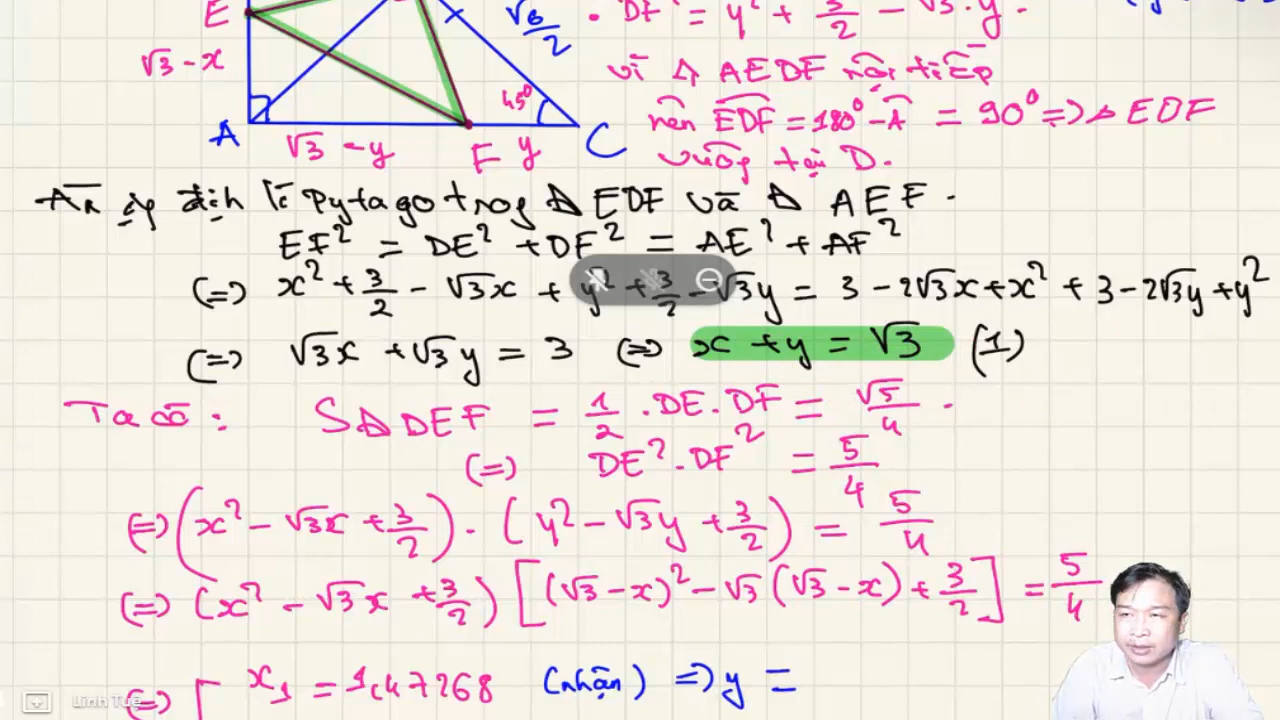 E
√6/2
• DF² = y² + 3/2 − √3.y.
√3 − x
Vì △ AEDF nội tiếp
45°
nên EDF = 180° − A = 90° => △ EDF
A
√3 − y
F
y
C
vuông tại D.
định lí Pytago trog △ EDF và △ AEF.
EF² = DE² + DF² = AE² + AF²
(=) x² + 3/2 − √3x + y² + 3/2 − √3y = 3 − 2√3x + x² + 3 − 2√3y + y²
(=) √3x + √3y = 3 (=) x + y = √3 (1)
Ta có : S△DEF = 1/2 . DE. DF = √5/4 .
(=) DE². DF² = 5/4
(=) (x² − √3x + 3/2) . (y² − √3y + 3/2) = 5/4
(=) (x² − √3x + 3/2) [(√3 − x)² − √3 (√3 − x) + 3/2] = 5/4
(=) [ x₁ = 1,47268 (nhận) => y =
Linh Tuệ